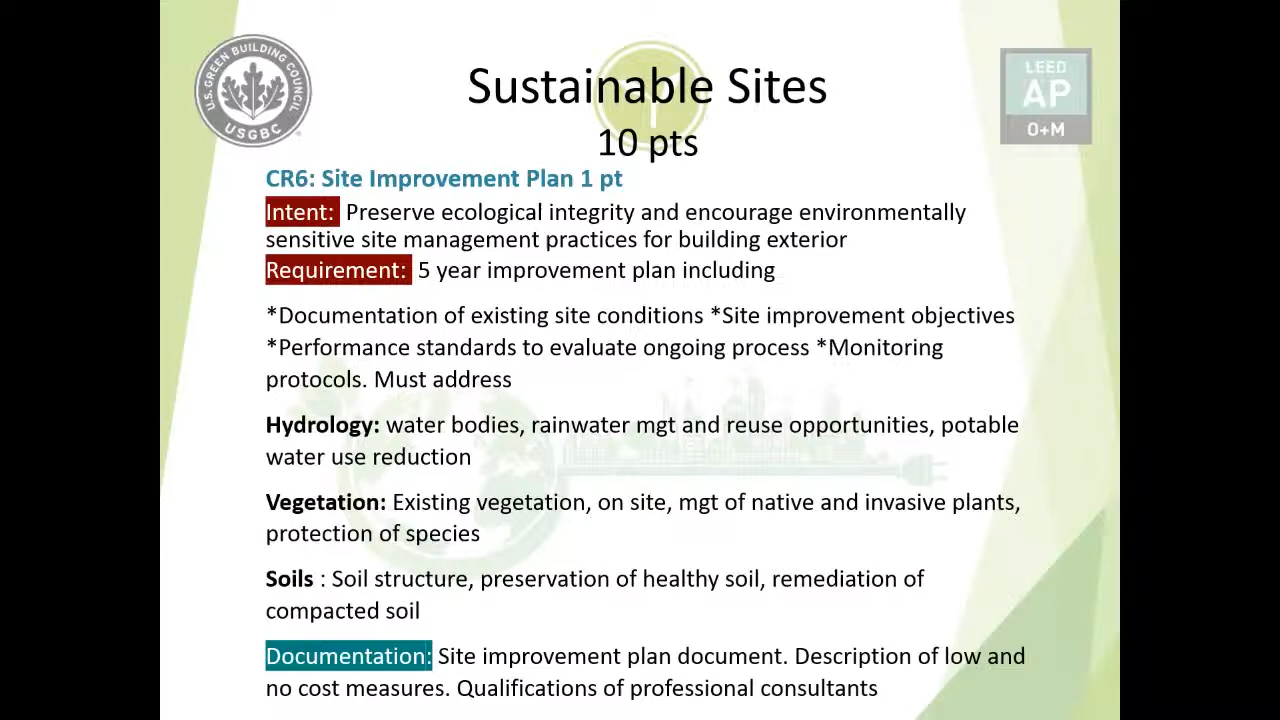 U.S. GREEN BUILDING COUNCIL
USGBC
LEED
AP
O+M
Sustainable Sites
10 pts
CR6: Site Improvement Plan 1 pt
Intent: Preserve ecological integrity and encourage environmentally
sensitive site management practices for building exterior
Requirement: 5 year improvement plan including
*Documentation of existing site conditions *Site improvement objectives
*Performance standards to evaluate ongoing process *Monitoring
protocols. Must address
Hydrology: water bodies, rainwater mgt and reuse opportunities, potable
water use reduction
Vegetation: Existing vegetation, on site, mgt of native and invasive plants,
protection of species
Soils : Soil structure, preservation of healthy soil, remediation of
compacted soil
Documentation: Site improvement plan document. Description of low and
no cost measures. Qualifications of professional consultants